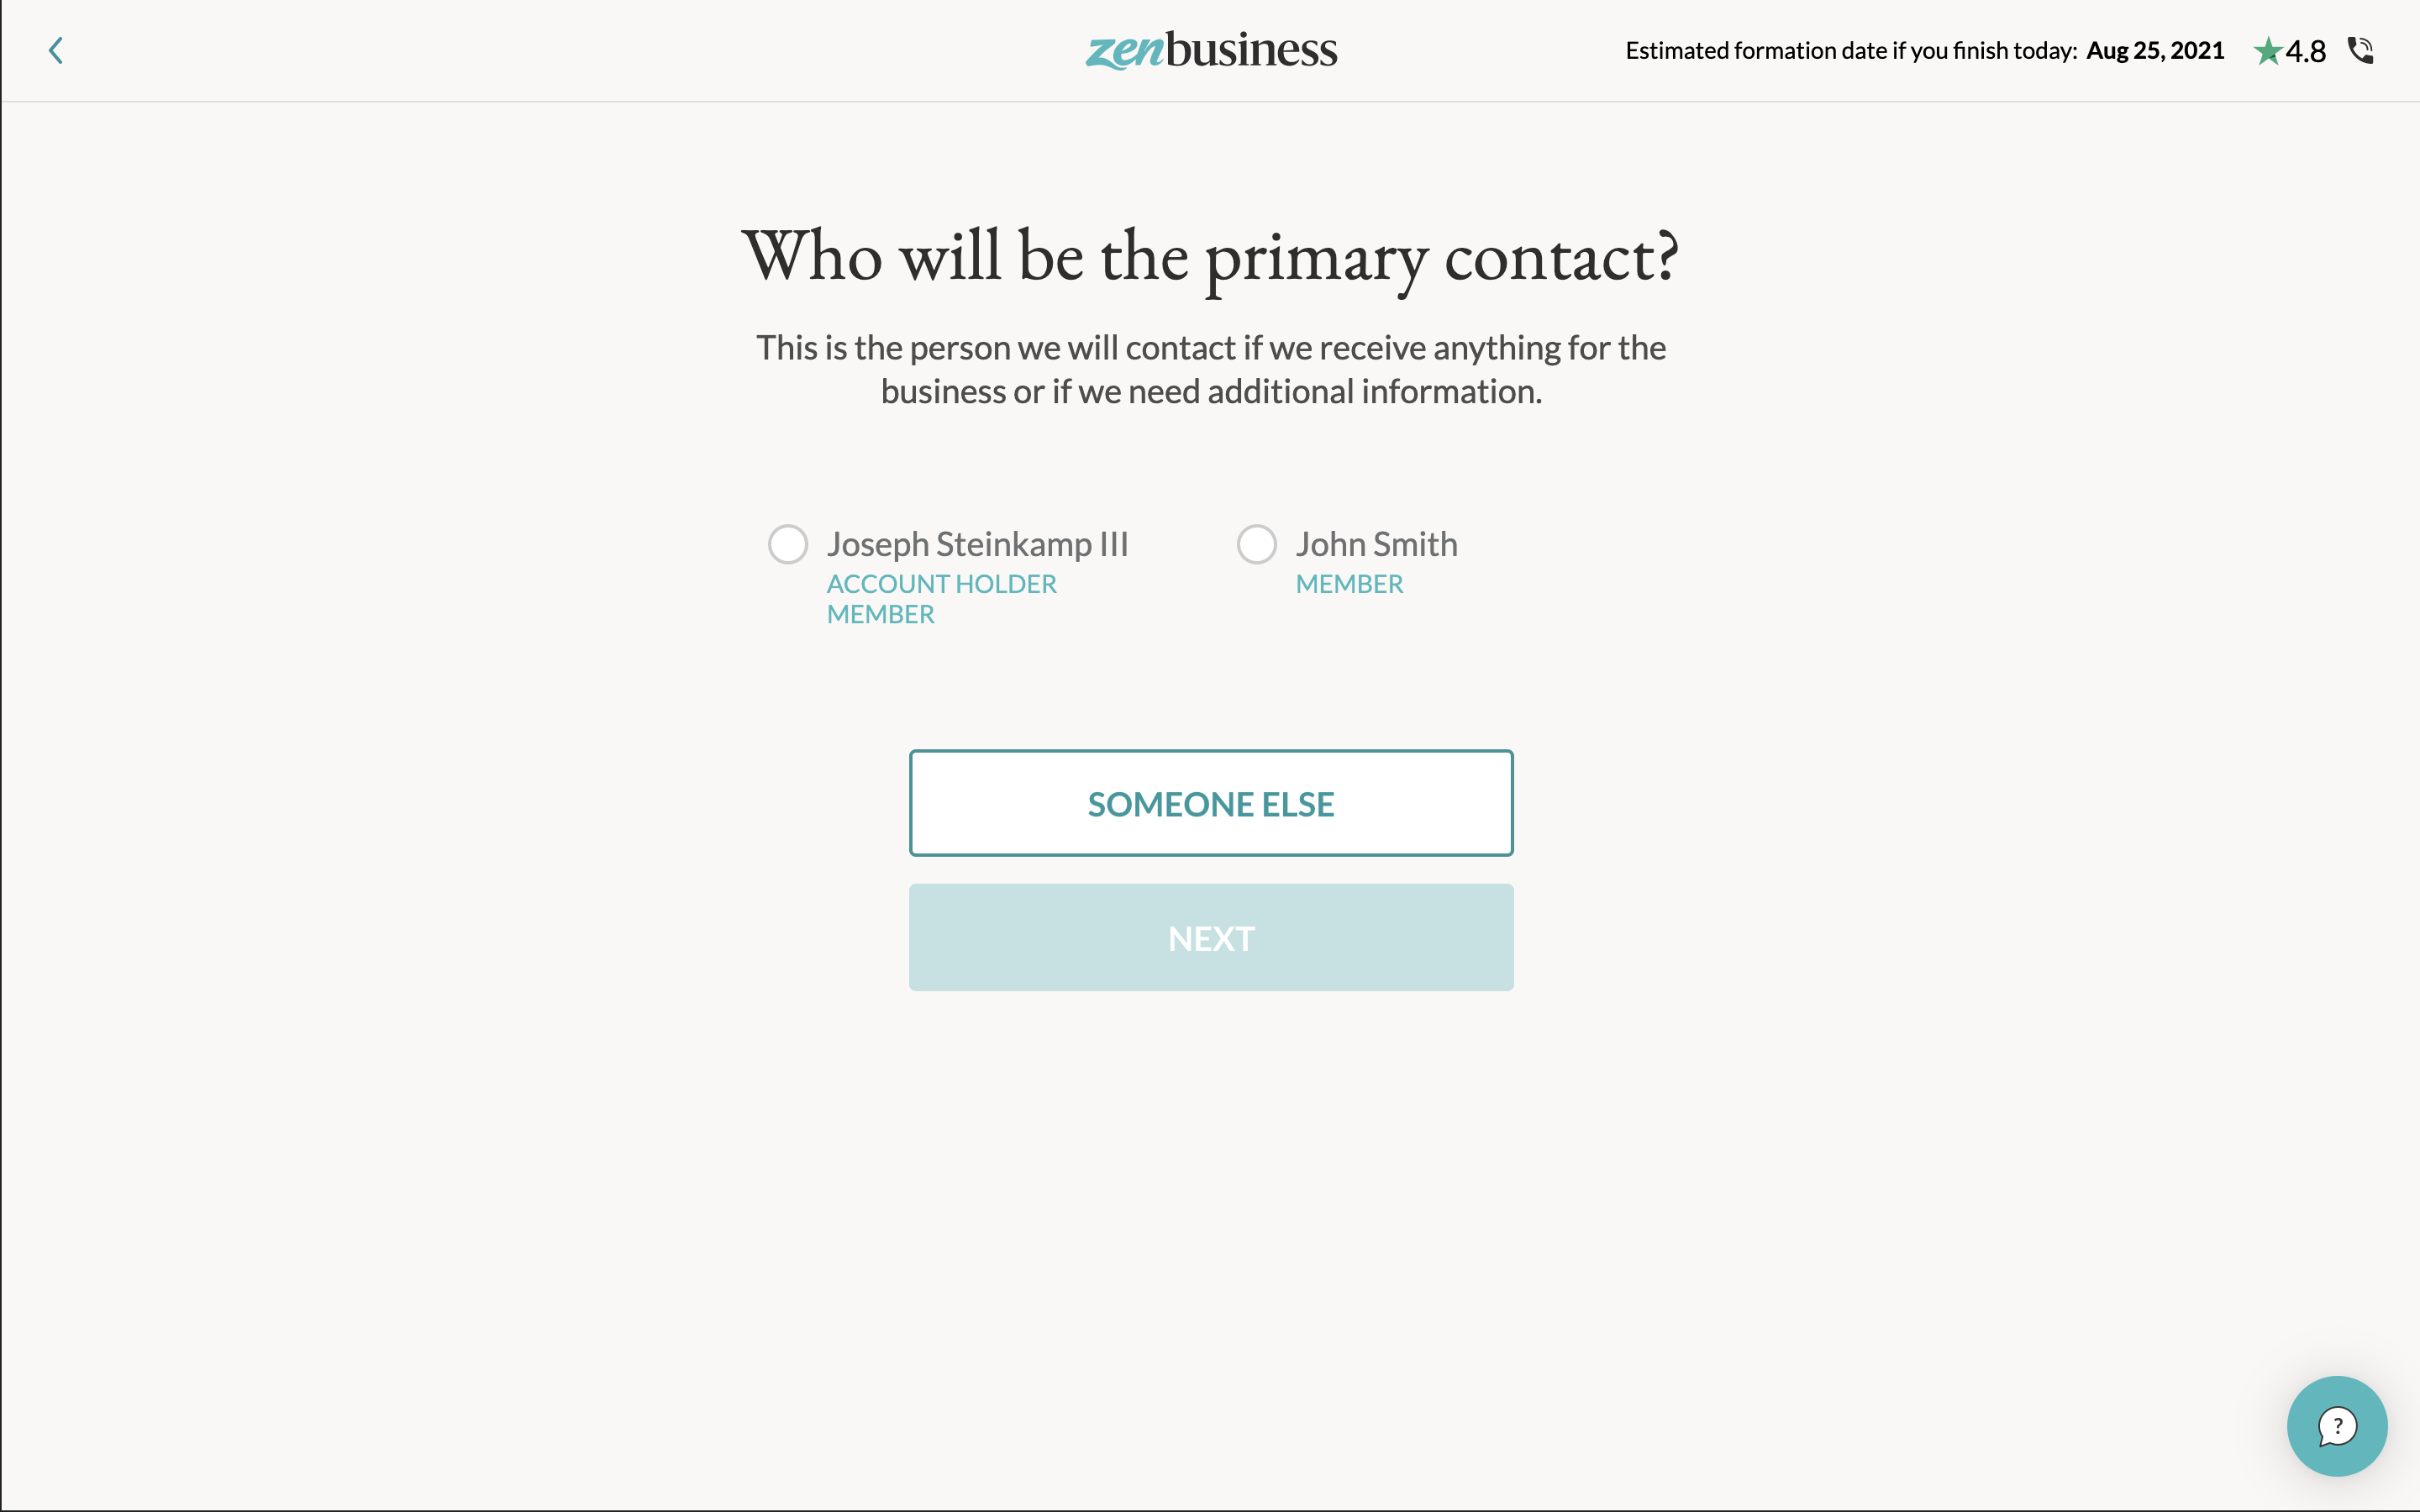 zenbusiness
Estimated formation date if you finish today: Aug 25, 2021
4.8
Who will be the primary contact?
This is the person we will contact if we receive anything for the
business or if we need additional information.
Joseph Steinkamp III
ACCOUNT HOLDER
MEMBER
John Smith
MEMBER
SOMEONE ELSE
NEXT
?